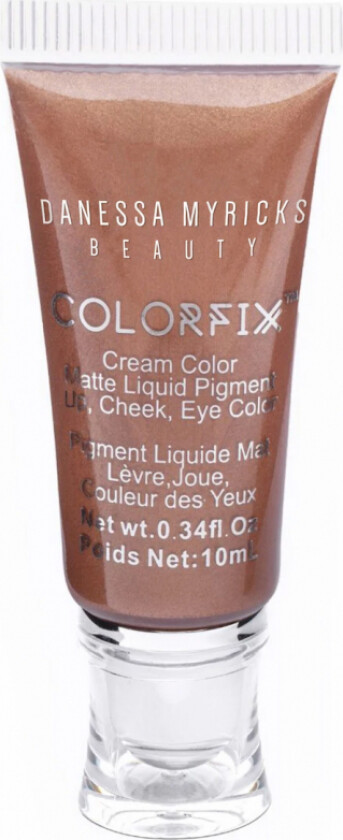 DANESSA MYRICKS
BEAUTY
COLORFIX™
Cream Color
Matte Liquid Pigment
Lip, Cheek, Eye Color
Pigment Liquide Mat
Lèvre,Joue,
Couleur des Yeux
Net wt.0.34fl.Oz
Poids Net:10mL